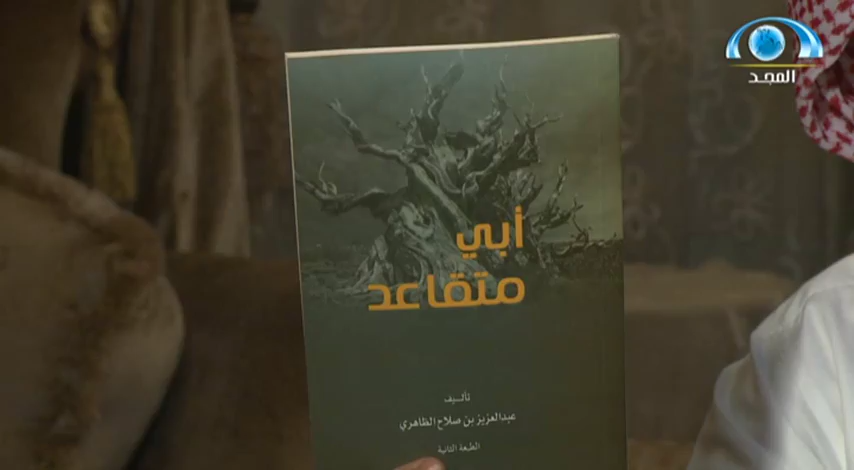 المجد
أبي
متقاعد
تأليف
عبدالعزيز بن صلاح الظاهري
الطبعة الثانية